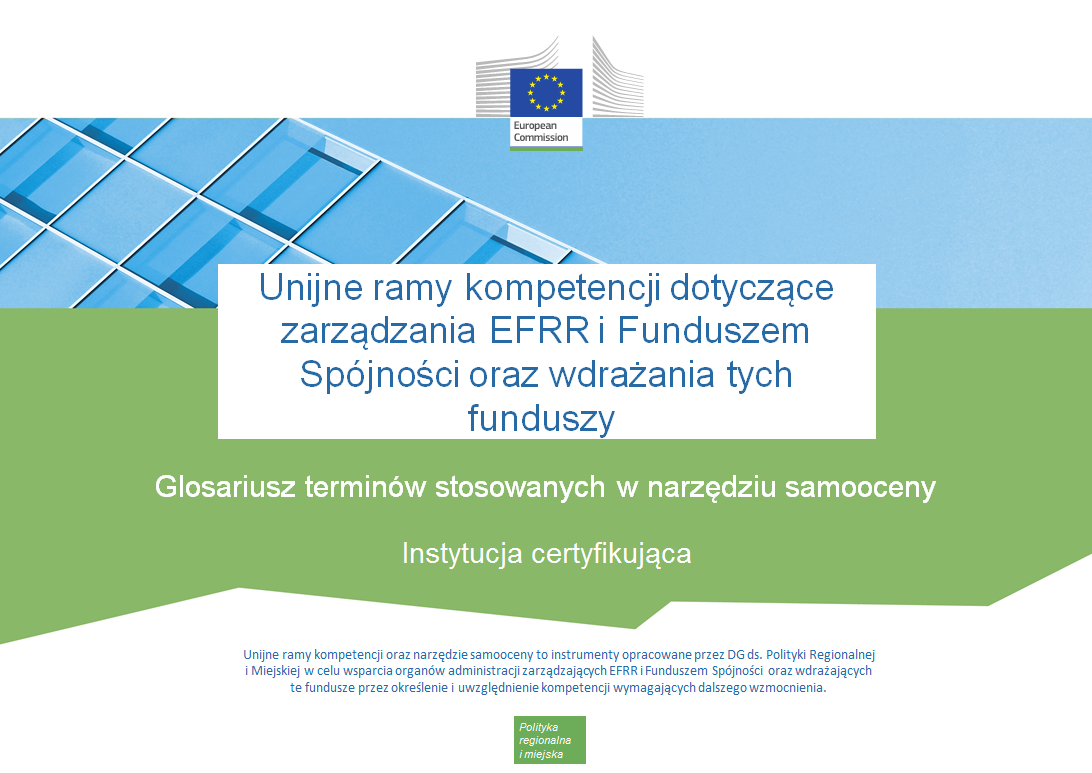 European
Commission
Unijne ramy kompetencji dotyczące
zarządzania EFRR i Funduszem
Spójności oraz wdrażania tych
funduszy
Glosariusz terminów stosowanych w narzędziu samooceny
Instytucja certyfikująca
Unijne ramy kompetencji oraz narzędzie samooceny to instrumenty opracowane przez DG ds. Polityki Regionalnej
i Miejskiej w celu wsparcia organów administracji zarządzających EFRR i Funduszem Spójności oraz wdrażających
te fundusze przez określenie i uwzględnienie kompetencji wymagających dalszego wzmocnienia.
Polityka
regionalna
i miejska